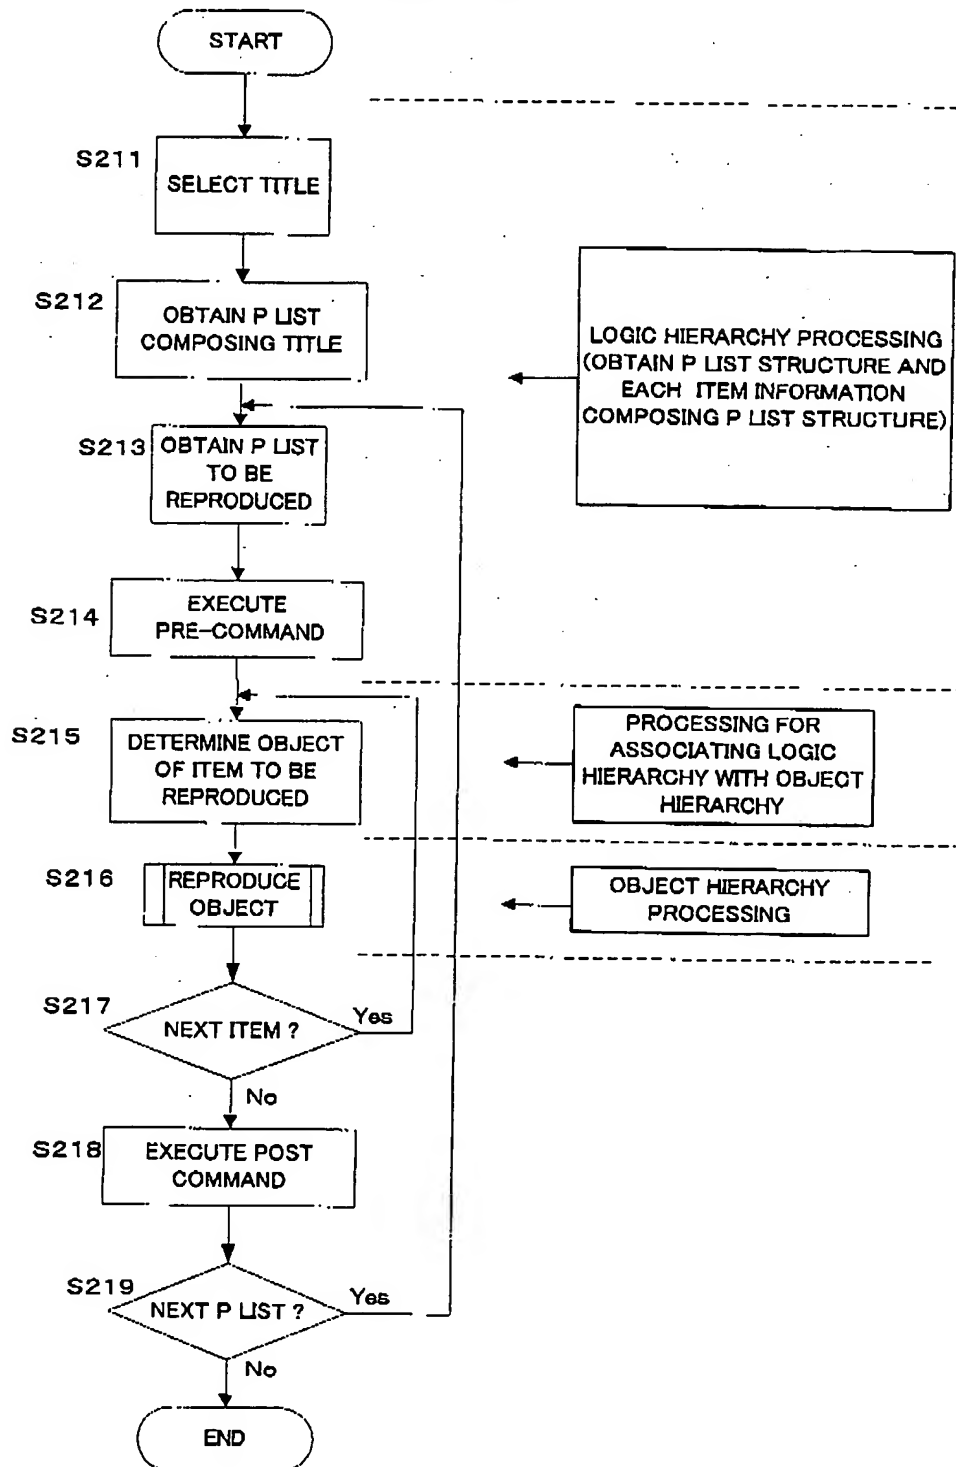 START
S211
SELECT TITLE
S212
OBTAIN P LIST
COMPOSING TITLE
LOGIC HIERARCHY PROCESSING
(OBTAIN P LIST STRUCTURE AND
EACH ITEM INFORMATION
COMPOSING P LIST STRUCTURE)
S213
OBTAIN P LIST
TO BE
REPRODUCED
S214
EXECUTE
PRE-COMMAND
S215
DETERMINE OBJECT
OF ITEM TO BE
REPRODUCED
PROCESSING FOR
ASSOCIATING LOGIC
HIERARCHY WITH OBJECT
HIERARCHY
S216
REPRODUCE
OBJECT
OBJECT HIERARCHY
PROCESSING
S217
NEXT ITEM ?
Yes
No
S218
EXECUTE POST
COMMAND
S219
NEXT P LIST ?
Yes
No
END